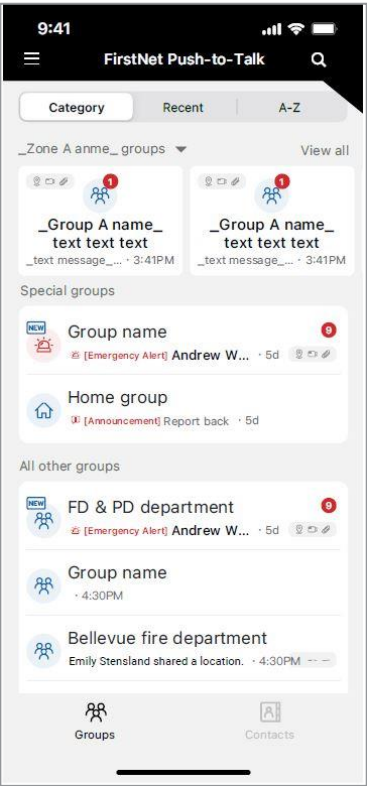 9:41
FirstNet Push-to-Talk
Category Recent A-Z
_Zone A anme_ groups View all
1 1
_Group A name_ _Group A name_
text text text text text text
_text message_... · 3:41PM _text message_... · 3:41PM
Special groups
NEW Group name 9
[Emergency Alert] Andrew W... · 5d
Home group
[Announcement] Report back · 5d
All other groups
NEW FD & PD department 9
[Emergency Alert] Andrew W... · 5d
Group name
· 4:30PM
Bellevue fire department
Emily Stensland shared a location. · 4:30PM
Groups Contacts